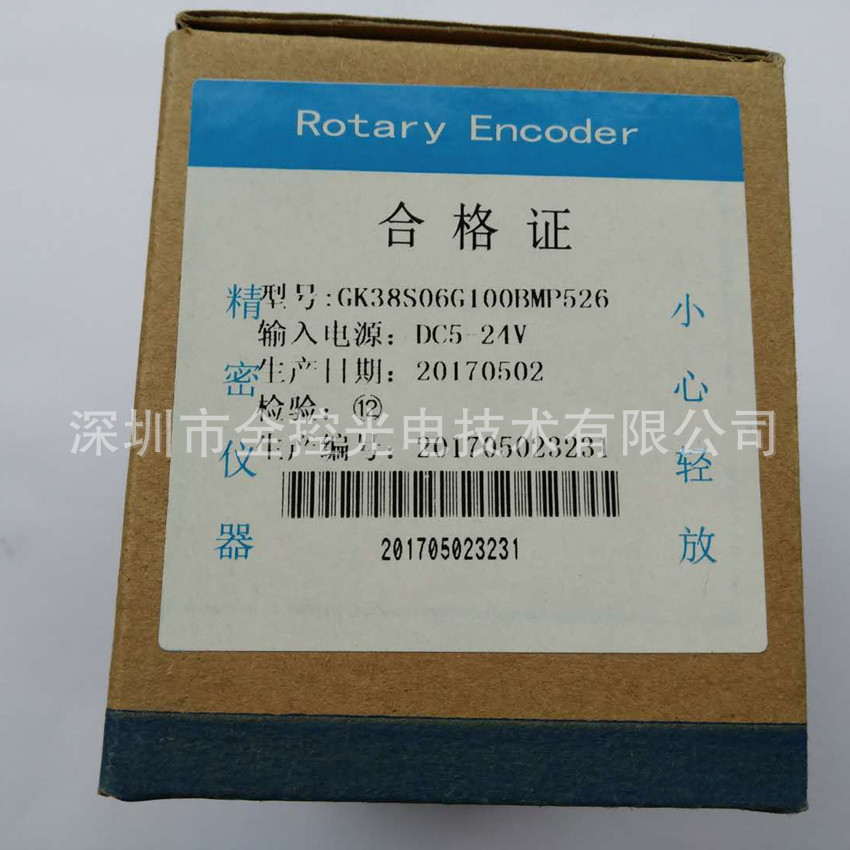 Rotary Encoder
合格证
精密仪器
型号:GK38S06G100BMP526
输入电源: DC5-24V
生产日期: 20170502
检验: ⑫
生产编号: 201705023231
201705023231
小心轻放
深圳市全控光电技术有限公司